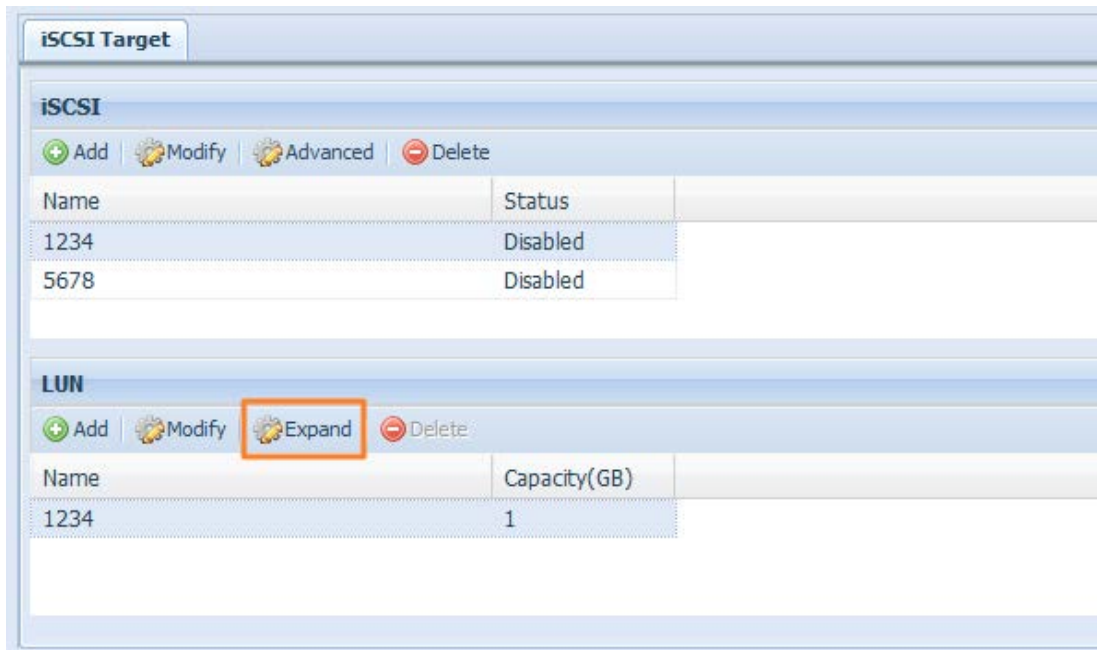 iSCSI Target
iSCSI
Add Modify Advanced Delete
Name Status
1234 Disabled
5678 Disabled
LUN
Add Modify Expand Delete
Name Capacity(GB)
1234 1